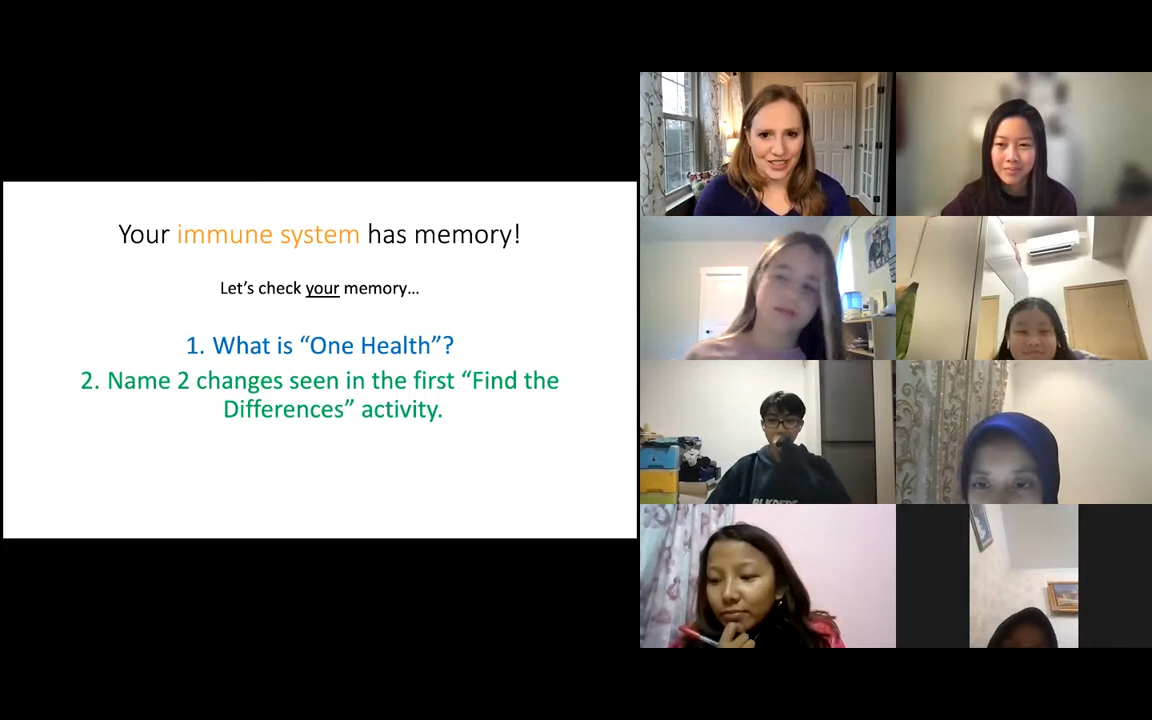 Your immune system has memory!
Let's check your memory...
1. What is “One Health”?
2. Name 2 changes seen in the first “Find the
Differences” activity.